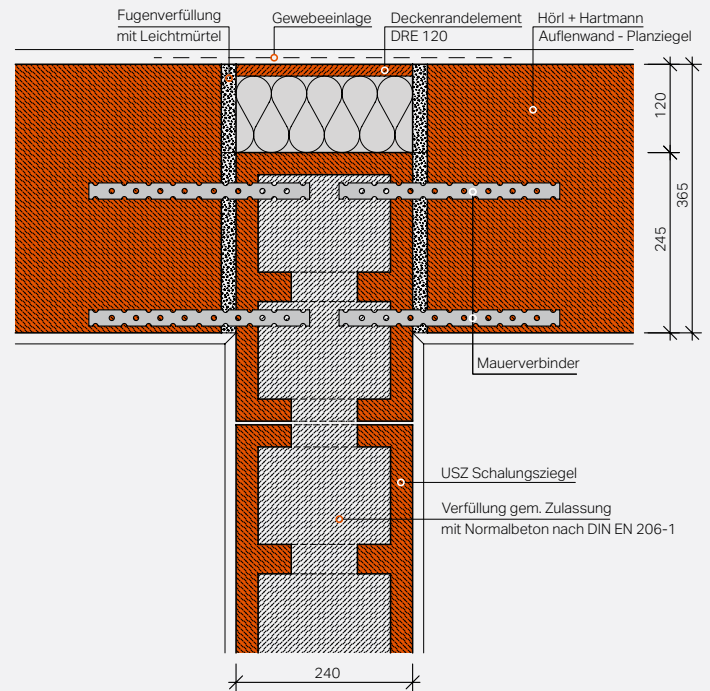 Fugenverfüllung
mit Leichtmürtel
Gewebeeinlage
Deckenrandelement
DRE 120
Hörl + Hartmann
Auflenwand - Planziegel
120
365
245
Mauerverbinder
USZ Schalungsziegel
Verfüllung gem. Zulassung
mit Normalbeton nach DIN EN 206-1
240